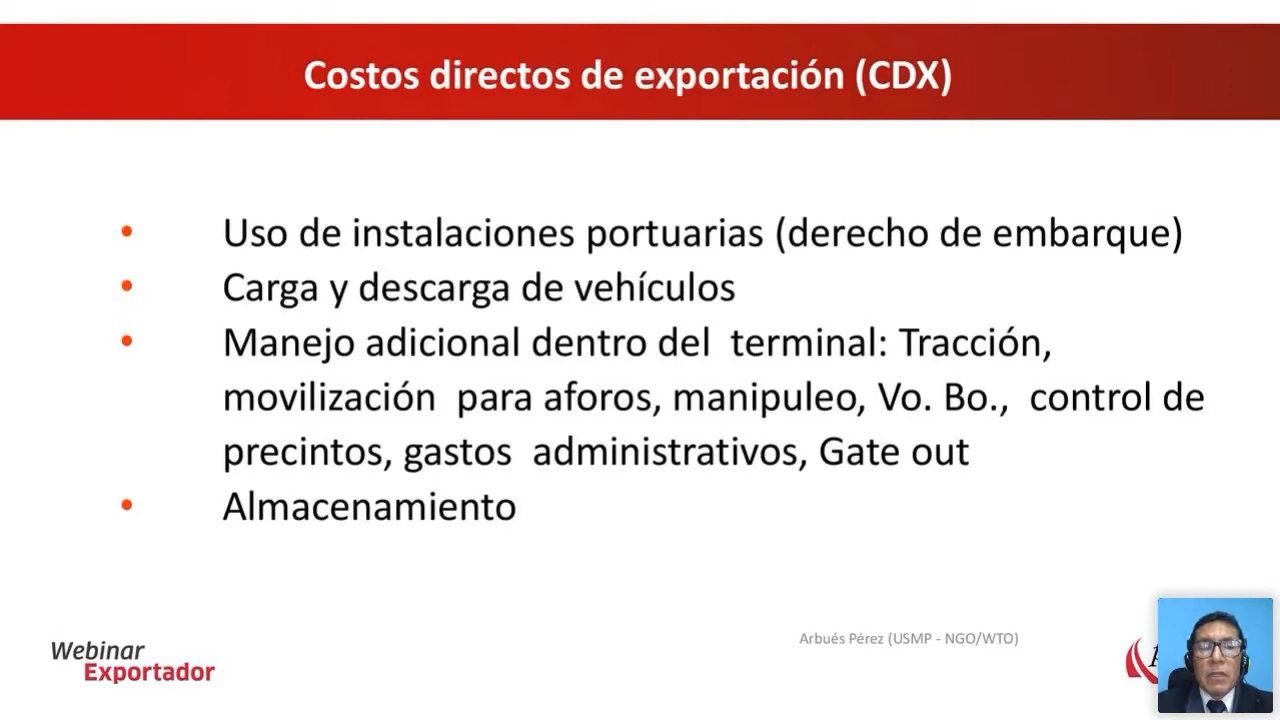 Costos directos de exportación (CDX)
• Uso de instalaciones portuarias (derecho de embarque)
• Carga y descarga de vehículos
• Manejo adicional dentro del terminal: Tracción,
movilización para aforos, manipuleo, Vo. Bo., control de
precintos, gastos administrativos, Gate out
• Almacenamiento
Arbués Pérez (USMP - NGO/WTO)
Webinar
Exportador